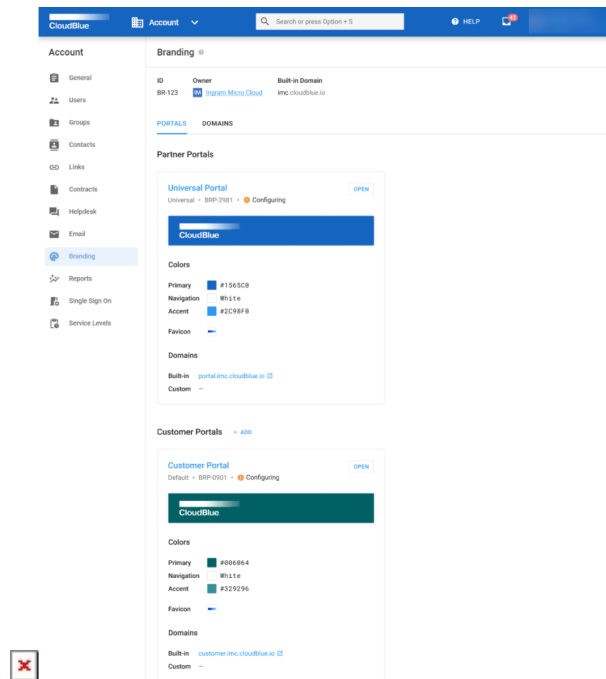 CloudBlue
Account
Search or press Option + S
HELP
Account
Branding
General
Users
Groups
Contacts
Links
Contracts
Helpdesk
Email
Branding
Reports
Single Sign On
Service Levels
ID Owner Built-in Domain
BR-123 IM Ingram Micro Cloud imc.cloudblue.io
PORTALS DOMAINS
Partner Portals
Universal Portal OPEN
Universal • BRP-2981 • Configuring
CloudBlue
Colors
Primary #1565C0
Navigation White
Accent #2C98F0
Favicon
Domains
Built-in portal.imc.cloudblue.io
Custom —
Customer Portals + ADD
Customer Portal OPEN
Default • BRP-0901 • Configuring
CloudBlue
Colors
Primary #006064
Navigation White
Accent #329296
Favicon
Domains
Built-in customer.imc.cloudblue.io
Custom —